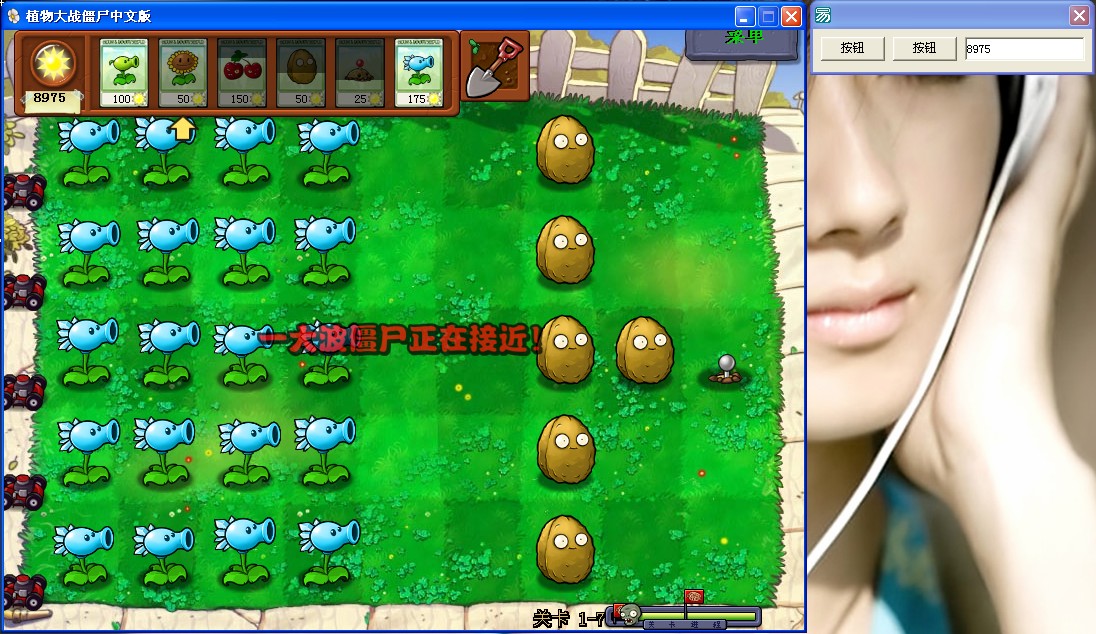 植物大战僵尸中文版
菜单
8975
100
50
150
50
25
175
一大波僵尸正在接近!
关卡 1-7
关 卡 进 程
易
按钮
按钮
8975